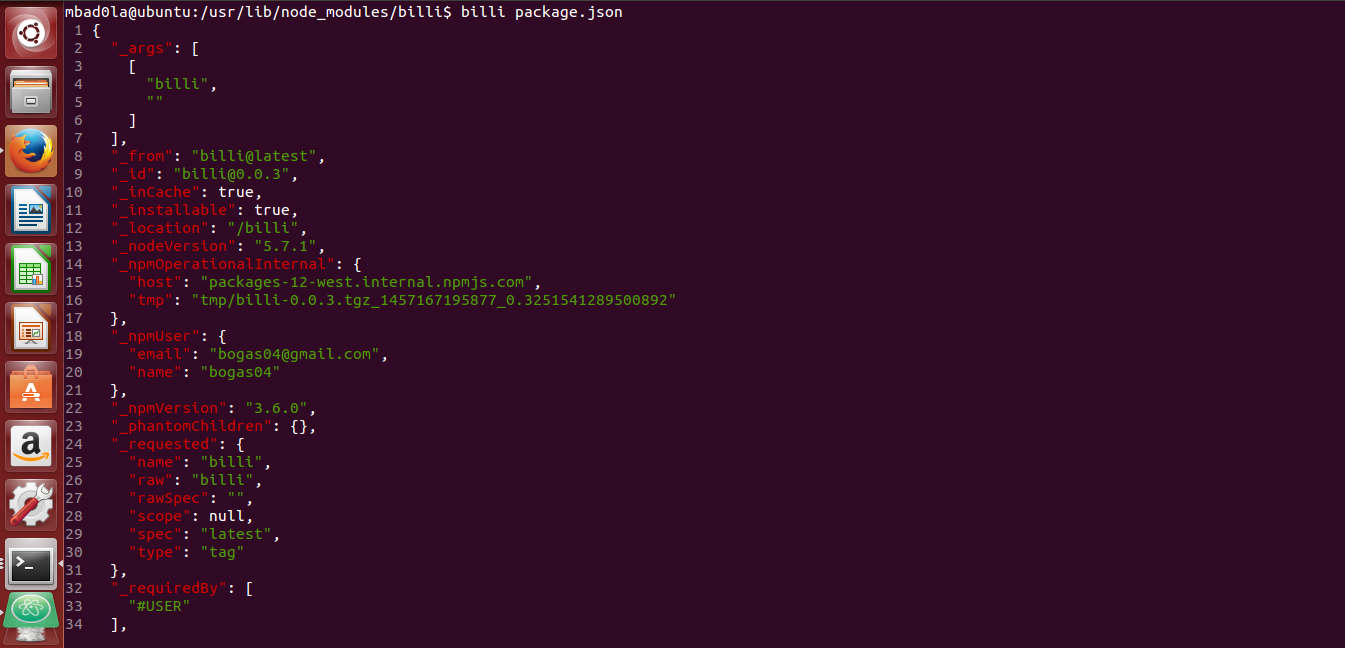 mbad0la@ubuntu:/usr/lib/node_modules/billi$ billi package.json
1 {
2   "_args": [
3     [
4       "billi",
5       ""
6     ]
7   ],
8   "_from": "billi@latest",
9   "_id": "billi@0.0.3",
10   "_inCache": true,
11   "_installable": true,
12   "_location": "/billi",
13   "_nodeVersion": "5.7.1",
14   "_npmOperationalInternal": {
15     "host": "packages-12-west.internal.npmjs.com",
16     "tmp": "tmp/billi-0.0.3.tgz_1457167195877_0.3251541289500892"
17   },
18   "_npmUser": {
19     "email": "bogas04@gmail.com",
20     "name": "bogas04"
21   },
22   "_npmVersion": "3.6.0",
23   "_phantomChildren": {},
24   "_requested": {
25     "name": "billi",
26     "raw": "billi",
27     "rawSpec": "",
28     "scope": null,
29     "spec": "latest",
30     "type": "tag"
31   },
32   "_requiredBy": [
33     "#USER"
34   ],